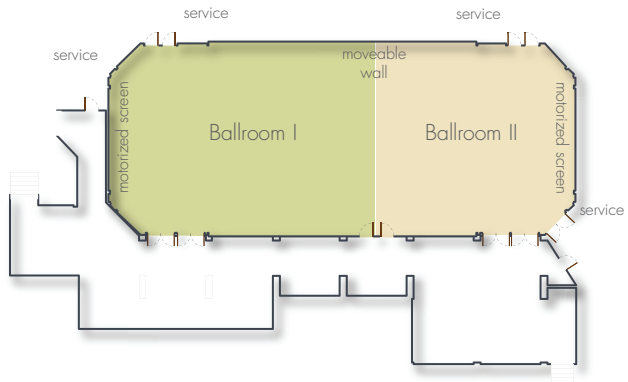 service
service
service
moveable
wall
motorized screen
Ballroom I
Ballroom II
motorized screen
service